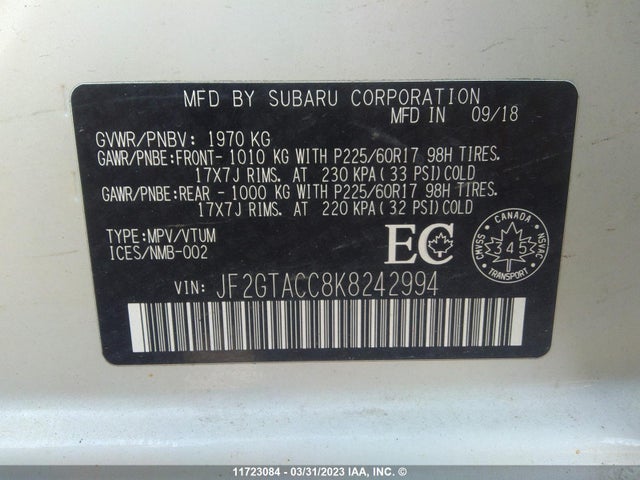 MFD BY SUBARU CORPORATION
MFD IN 09/18
GVWR/PNBV: 1970 KG
GAWR/PNBE:FRONT- 1010 KG WITH P225/60R17 98H TIRES.
17X7J RIMS. AT 230 KPA (33 PSI)COLD
GAWR/PNBE:REAR - 1000 KG WITH P225/60R17 98H TIRES.
17X7J RIMS. AT 220 KPA (32 PSI)COLD
TYPE:MPV/VTUM
ICES/NMB-002
EC
CANADA
CMVSS
345
NSVAC
VIN: JF2GTACC8K8242994
11723084 - 03/31/2023 IAA, INC. ©